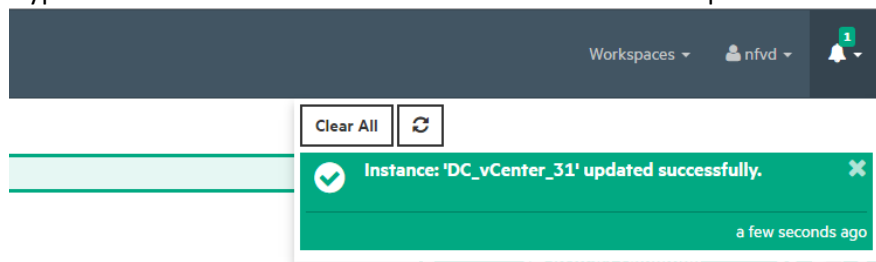 Workspaces nfvd 1
Clear All
Instance: 'DC_vCenter_31' updated successfully.
a few seconds ago